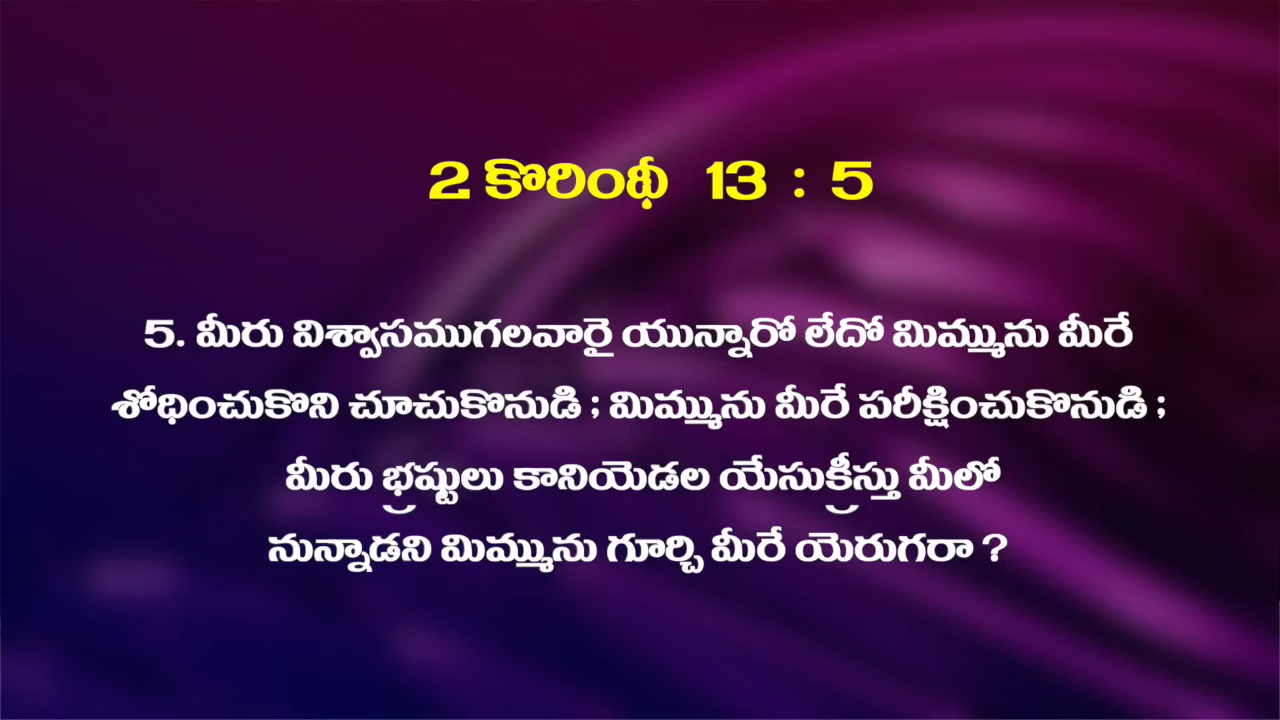 2 కొరింథీ 13 : 5
5. మీరు విశ్వాసముగలవారై యున్నారో లేదో మిమ్మును మీరే
శోధించుకొని చూచుకొనుడి ; మిమ్మును మీరే పరీక్షించుకొనుడి ;
మీరు భ్రష్టులు కానియెడల యేసుక్రీస్తు మీలో
నున్నాడని మిమ్మును గూర్చి మీరే యెరుగరా ?